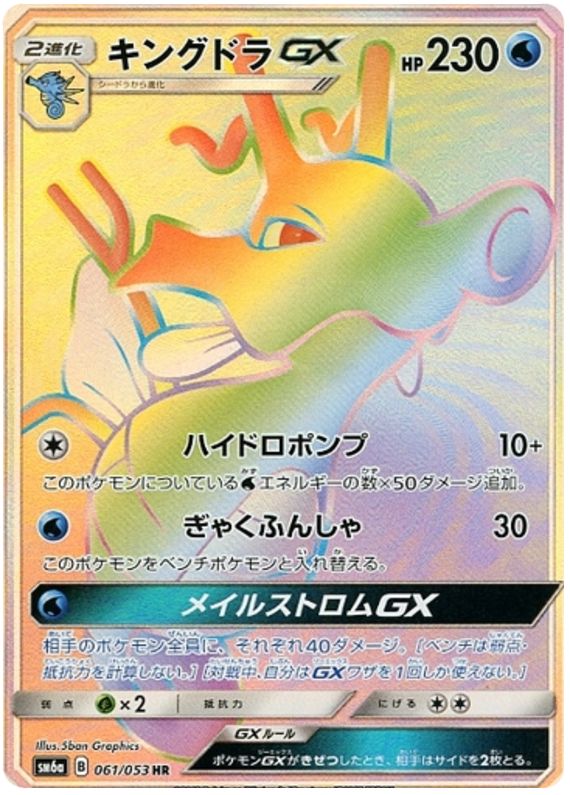 2進化 キングドラGX HP 230
シードラから進化
ハイドロポンプ 10+
このポケモンについている エネルギーの数×50ダメージ追加。
ぎゃくふんしゃ 30
このポケモンをベンチポケモンと入れ替える。
メイルストロムGX
相手のポケモン全員に、それぞれ40ダメージ。[ベンチは弱点・
抵抗力を計算しない。] [対戦中、自分はGXワザを1回しか使えない。]
弱点 ×2 抵抗力 にげる
Illus. 5ban Graphics GXルール
sm6a B 061/053 HR ポケモンGXがきぜつしたとき、相手はサイドを2枚とる。